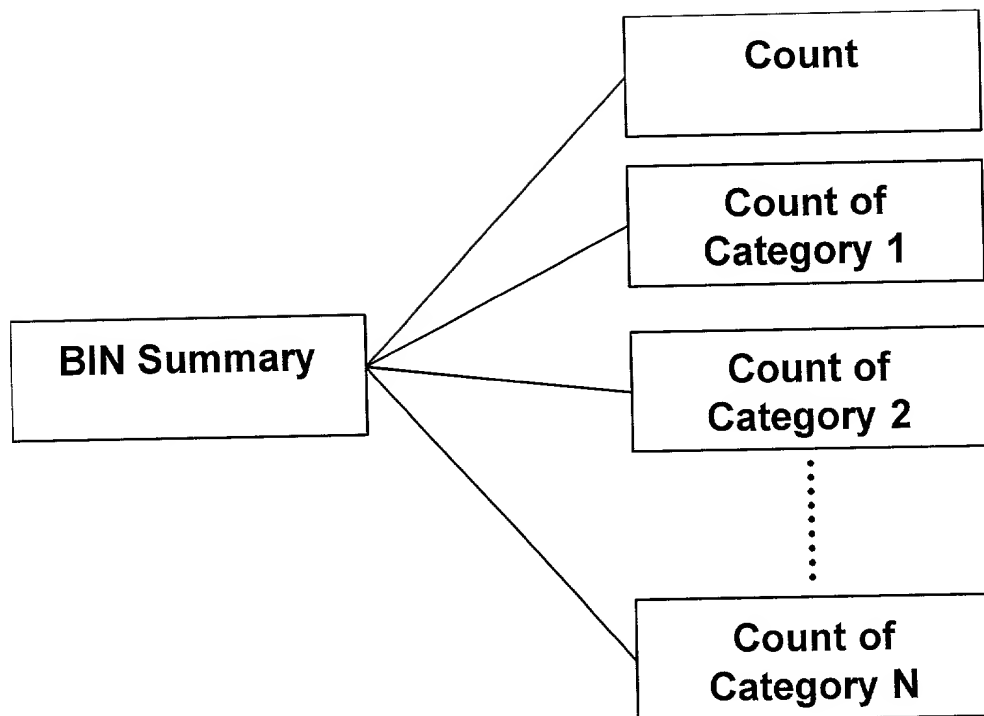 Count
Count of
Category 1
BIN Summary
Count of
Category 2
Count of
Category N